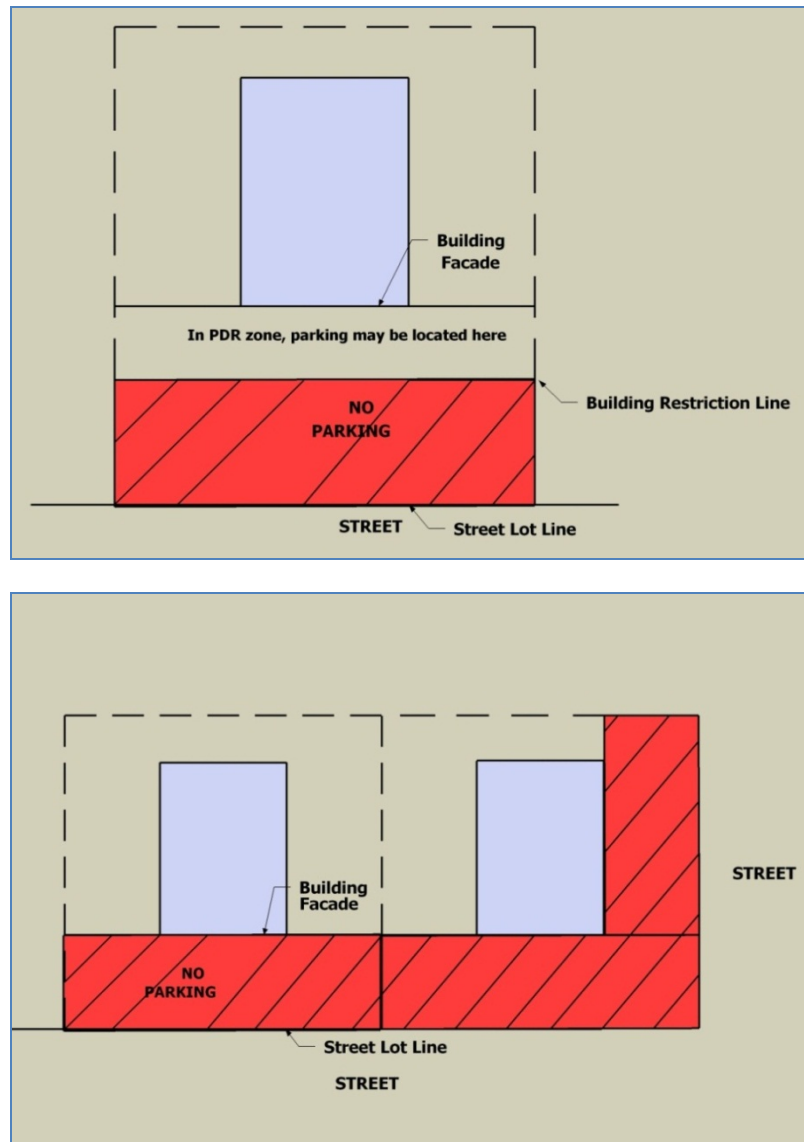 Building
Facade
In PDR zone, parking may be located here
Building Restriction Line
NO
PARKING
STREET
Street Lot Line
STREET
Building
Facade
NO
PARKING
Street Lot Line
STREET